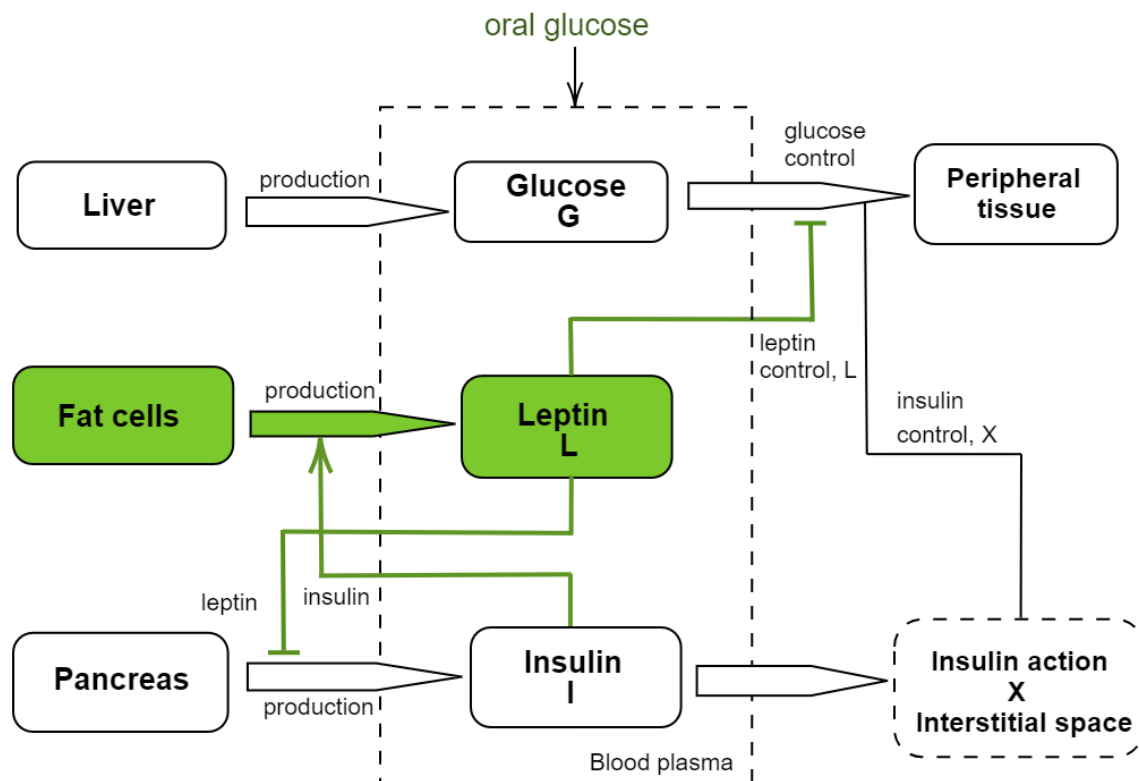 oral glucose
glucose
control
production
Liver
Glucose
G
Peripheral
tissue
leptin
control, L
production
Fat cells
Leptin
L
insulin
control, X
leptin
insulin
Pancreas
production
Insulin
I
Insulin action
X
Interstitial space
Blood plasma